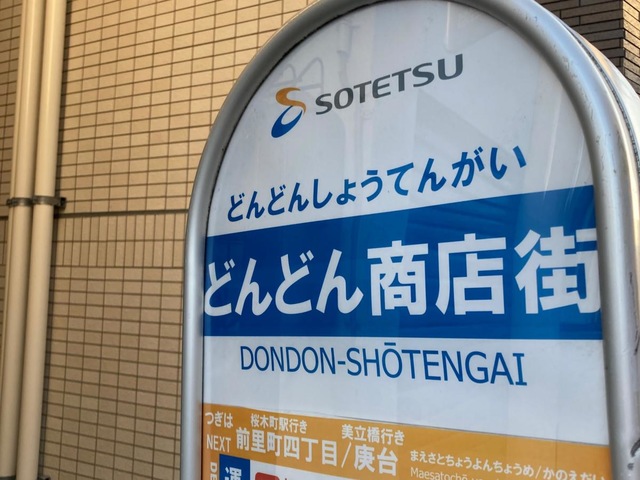 SOTETSU
どんどんしょうてんがい
どんどん商店街
DONDON-SHŌTENGAI
桜木町駅行き 美立橋行き
つぎは
NEXT 前里町四丁目/庚台
まえさとちょうよんちょうめ/かのえだい
Maesatochō
運